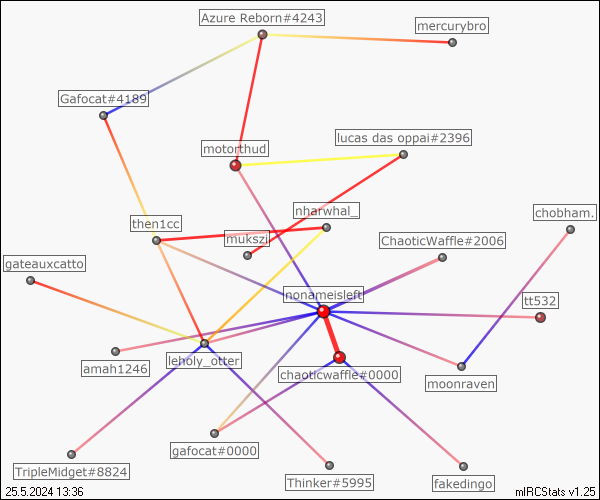 Azure Reborn#4243
mercurybro
Gafocat#4189
lucas das oppai#2396
motorthud
nharwhal_
chobham.
then1cc
mukszi
ChaoticWaffle#2006
gateauxcatto
nonameisleft
tt532
leholy_otter
amah1246
chaoticwaffle#0000
moonraven
gafocat#0000
TripleMidget#8824
Thinker#5995
fakedingo
25.5.2024 13:36
mIRCStats v1.25